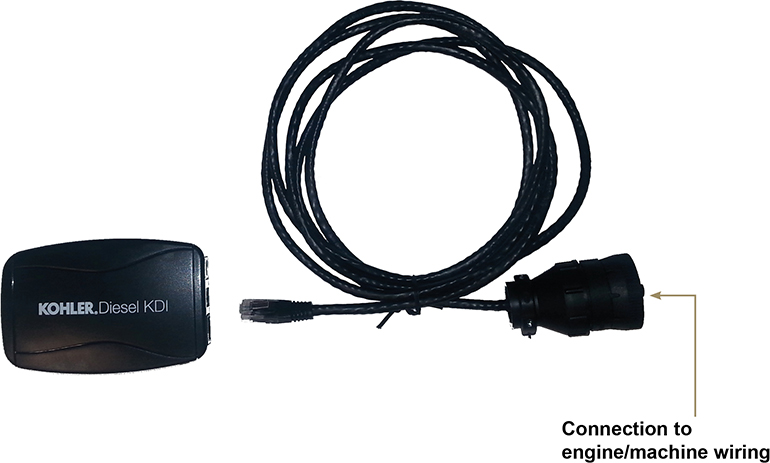 KOHLER.Diesel KDI
Connection to
engine/machine wiring